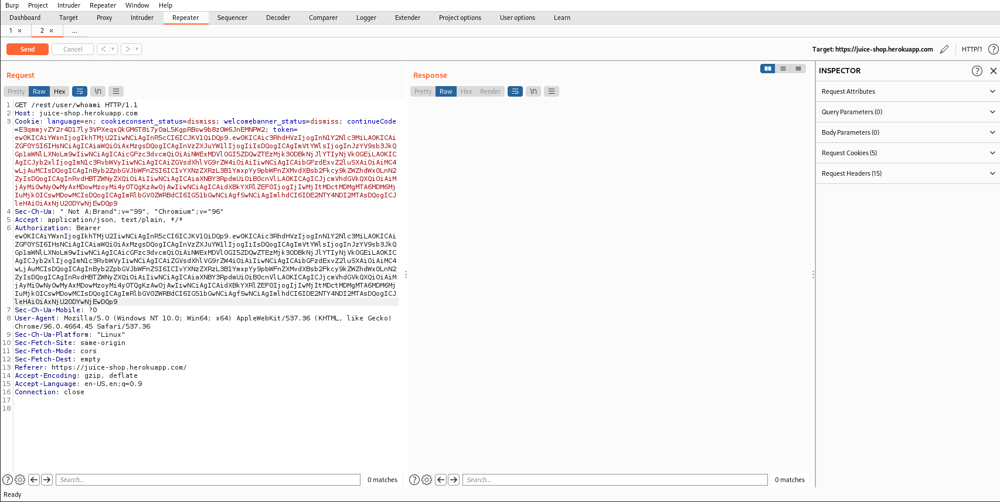 Burp Project Intruder Repeater Window Help
Dashboard Target Proxy Intruder Repeater Sequencer Decoder Comparer Logger Extender Project options User options Learn
1 × 2 × ...
Send Cancel < > Target: https://juice-shop.herokuapp.com HTTP/1 ?
Request
Pretty Raw Hex \n
1 GET /rest/user/whoami HTTP/1.1
2 Host: juice-shop.herokuapp.com
3 Cookie: language=en; cookieconsent_status=dismiss; welcomebanner_status=dismiss; continueCode
=E3qmmjvZY2r4D17ly3VPXeqxQkGM6T8i7y0aL5KgpRBow9b8zOW6JnEMNPW2; token=
ew0KICAiYWxnIjogIkhTMjU2IiwNCiAgInR5cCI6ICJKV1QiDQp9.ew0KICAic3RhdHVzIjogInN1Y2Nlc3MiLA0KICAi
ZGF0YSI6IHsNCiAgICAiaWQiOiAxMzgsDQogICAgInVzZXJuYW1lIjogIiIsDQogICAgImVtYWlsIjogInJzYV9sb3JkQ
Gp1aWNlLXNoLm9wIiwNCiAgICAicGFzc3dvcmQiOiAiNWExMDVlOGI5ZDQwZTEzMjk3ODBkNjJlYTIyNjVkOGEiLA0KIC
AgICJyb2xlIjogImN1c3RvbWVyIiwNCiAgICAiZGVsdXhlVG9rZW4iOiAiIiwNCiAgICAibGFzdExvZ2luSXAiOiAiMC4
wLjAuMCIsDQogICAgInByb2ZpbGVJbWFnZSI6ICIvYXNzZXRzL3B1YmxpYy9pbWFnZXMvdXBsb2Fkcy9kZWZhdWx0LnN2
ZyIsDQogICAgInRvdHBTZWNyZXQiOiAiIiwNCiAgICAiaXNBY3RpdmUiOiB0cnVlLA0KICAgICJjcmVhdGVkQXQiOiAiM
jAyMi0wNy0wMyAxMDowMzoyMi4yOTQgKzAwOjAwIiwNCiAgICAidXBkYXRlZEF0IjogIjIwMjItMDctMDMgMTA6MDM6Mj
IuMjk0ICswMDowMCIsDQogICAgImRlbGV0ZWRBdCI6IG51bGwNCiAgfSwNCiAgImlhdCI6IDE2NTY4NDI2MTAsDQogICJ
leHAiOiAxNjU2ODYwNjEwDQp9
4 Sec-Ch-Ua: " Not A;Brand";v="99", "Chromium";v="96"
5 Accept: application/json, text/plain, */*
6 Authorization: Bearer
ew0KICAiYWxnIjogIkhTMjU2IiwNCiAgInR5cCI6ICJKV1QiDQp9.ew0KICAic3RhdHVzIjogInN1Y2Nlc3MiLA0KICAi
ZGF0YSI6IHsNCiAgICAiaWQiOiAxMzgsDQogICAgInVzZXJuYW1lIjogIiIsDQogICAgImVtYWlsIjogInJzYV9sb3JkQ
Gp1aWNlLXNoLm9wIiwNCiAgICAicGFzc3dvcmQiOiAiNWExMDVlOGI5ZDQwZTEzMjk3ODBkNjJlYTIyNjVkOGEiLA0KIC
AgICJyb2xlIjogImN1c3RvbWVyIiwNCiAgICAiZGVsdXhlVG9rZW4iOiAiIiwNCiAgICAibGFzdExvZ2luSXAiOiAiMC4
wLjAuMCIsDQogICAgInByb2ZpbGVJbWFnZSI6ICIvYXNzZXRzL3B1YmxpYy9pbWFnZXMvdXBsb2Fkcy9kZWZhdWx0LnN2
ZyIsDQogICAgInRvdHBTZWNyZXQiOiAiIiwNCiAgICAiaXNBY3RpdmUiOiB0cnVlLA0KICAgICJjcmVhdGVkQXQiOiAiM
jAyMi0wNy0wMyAxMDowMzoyMi4yOTQgKzAwOjAwIiwNCiAgICAidXBkYXRlZEF0IjogIjIwMjItMDctMDMgMTA6MDM6Mj
IuMjk0ICswMDowMCIsDQogICAgImRlbGV0ZWRBdCI6IG51bGwNCiAgfSwNCiAgImlhdCI6IDE2NTY4NDI2MTAsDQogICJ
leHAiOiAxNjU2ODYwNjEwDQp9
7 Sec-Ch-Ua-Mobile: ?0
8 User-Agent: Mozilla/5.0 (Windows NT 10.0; Win64; x64) AppleWebKit/537.36 (KHTML, like Gecko)
Chrome/96.0.4664.45 Safari/537.36
9 Sec-Ch-Ua-Platform: "Linux"
10 Sec-Fetch-Site: same-origin
11 Sec-Fetch-Mode: cors
12 Sec-Fetch-Dest: empty
13 Referer: https://juice-shop.herokuapp.com/
14 Accept-Encoding: gzip, deflate
15 Accept-Language: en-US,en;q=0.9
16 Connection: close
17
18
? Search... 0 matches
Response
Pretty Raw Hex Render \n
? Search... 0 matches
INSPECTOR ? ×
Request Attributes
Query Parameters (0)
Body Parameters (0)
Request Cookies (5)
Request Headers (15)
Ready